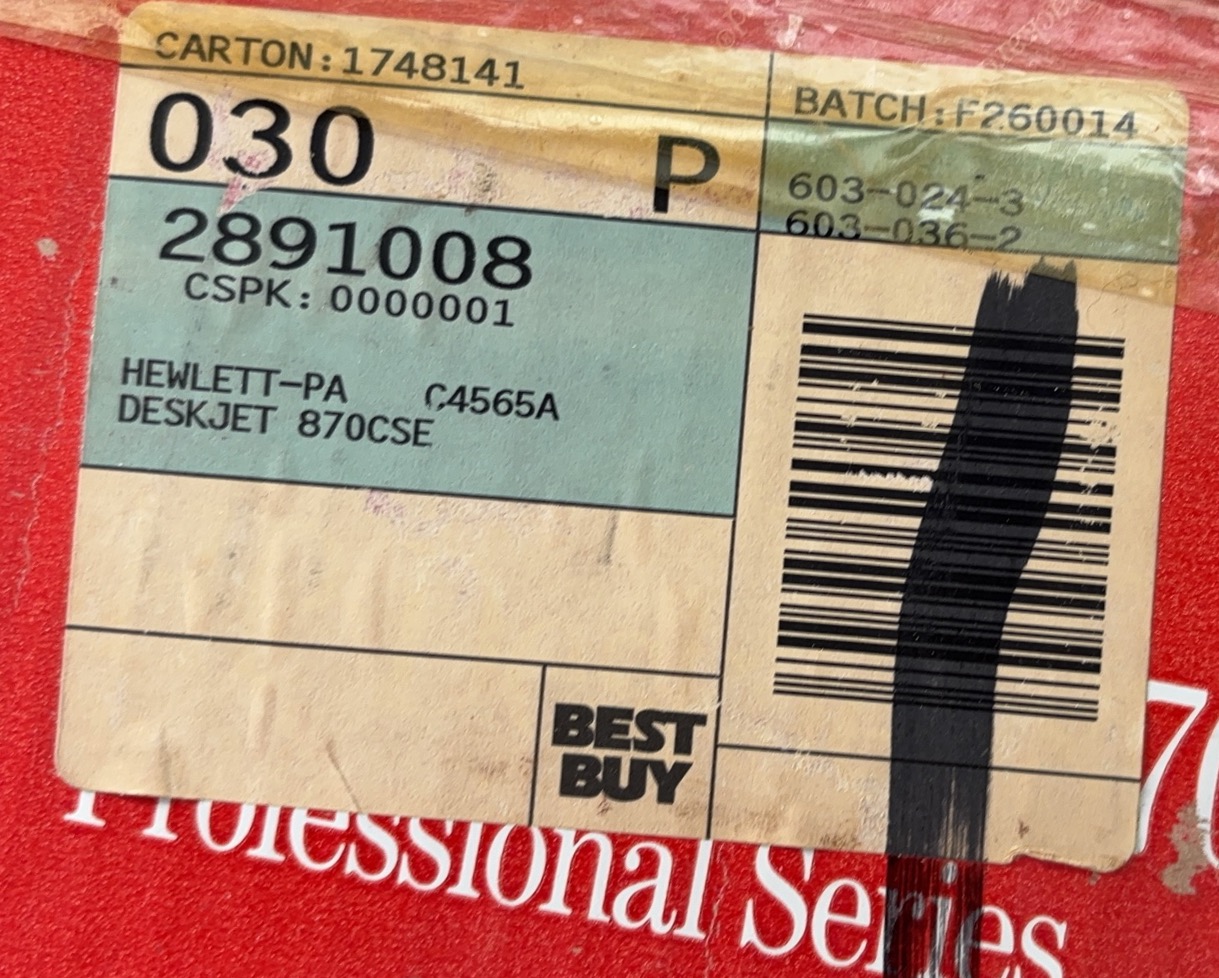 CARTON:1748141
BATCH:F260014
030 P
603-024-3
603-036-2
2891008
CSPK: 0000001
HEWLETT-PA C4565A
DESKJET 870CSE
BEST
BUY
70
Professional Series